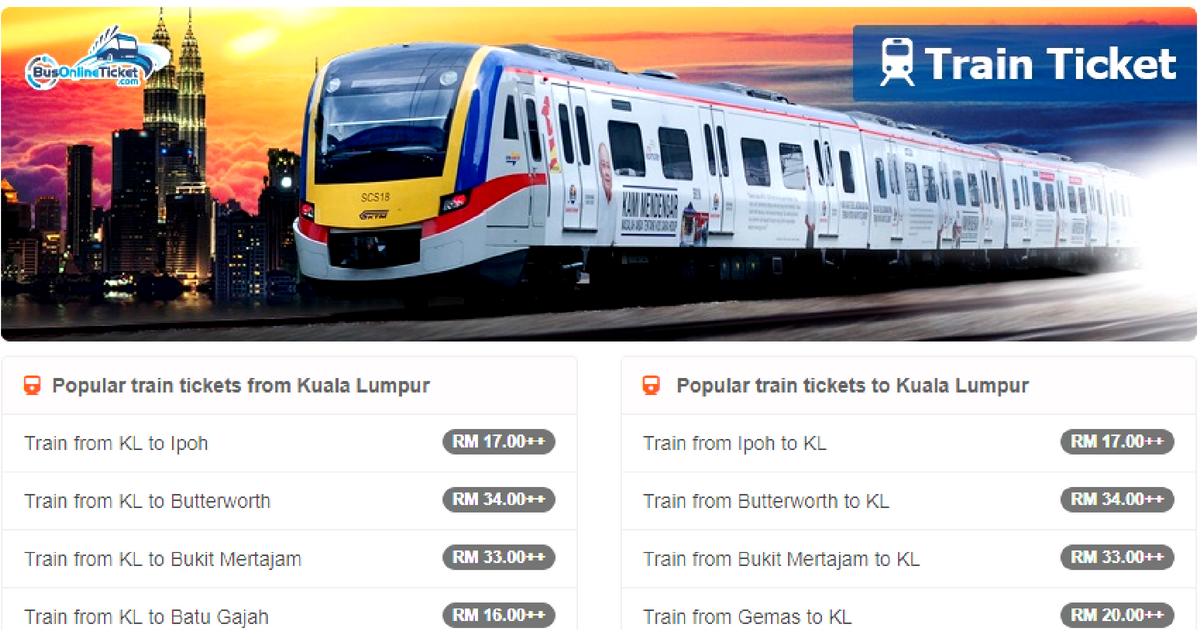 BusOnlineTicket
.com
Train Ticket
SCS18
KTM
KAMI MENDENGAR
Popular train tickets from Kuala Lumpur
Train from KL to Ipoh RM 17.00++
Train from KL to Butterworth RM 34.00++
Train from KL to Bukit Mertajam RM 33.00++
Train from KL to Batu Gajah RM 16.00++
Popular train tickets to Kuala Lumpur
Train from Ipoh to KL RM 17.00++
Train from Butterworth to KL RM 34.00++
Train from Bukit Mertajam to KL RM 33.00++
Train from Gemas to KL RM 20.00++